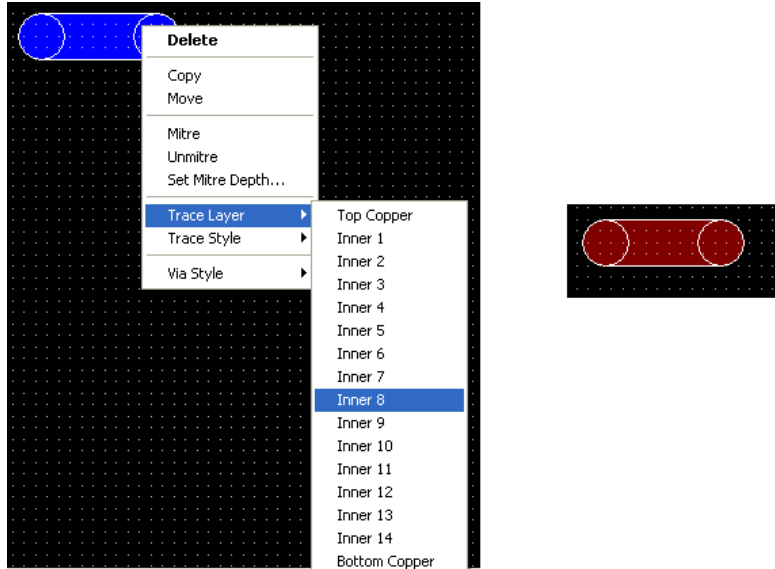 Delete
Copy
Move
Mitre
Unmitre
Set Mitre Depth...
Trace Layer
Trace Style
Via Style
Top Copper
Inner 1
Inner 2
Inner 3
Inner 4
Inner 5
Inner 6
Inner 7
Inner 8
Inner 9
Inner 10
Inner 11
Inner 12
Inner 13
Inner 14
Bottom Copper